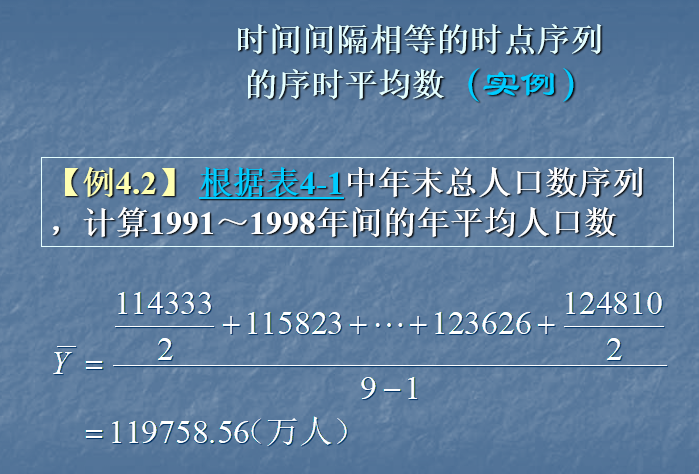 时间间隔相等的时点序列
的序时平均数（实例）
【例4.2】 根据表4-1中年末总人口数序列
，计算1991～1998年间的年平均人口数
114333
124810
2
+115823+⋯+123626+
2
Y̅ =
9－1
=119758.56(万人)